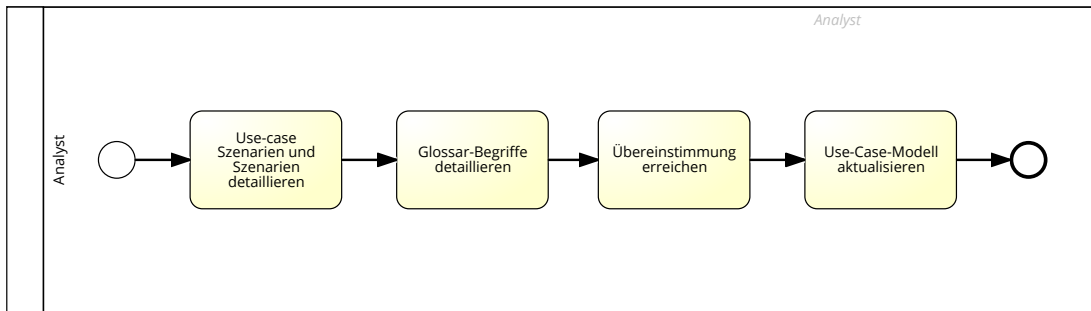 Analyst
Analyst
Use-case
Szenarien und
Szenarien
detaillieren
Glossar-Begriffe
detaillieren
Übereinstimmung
erreichen
Use-Case-Modell
aktualisieren